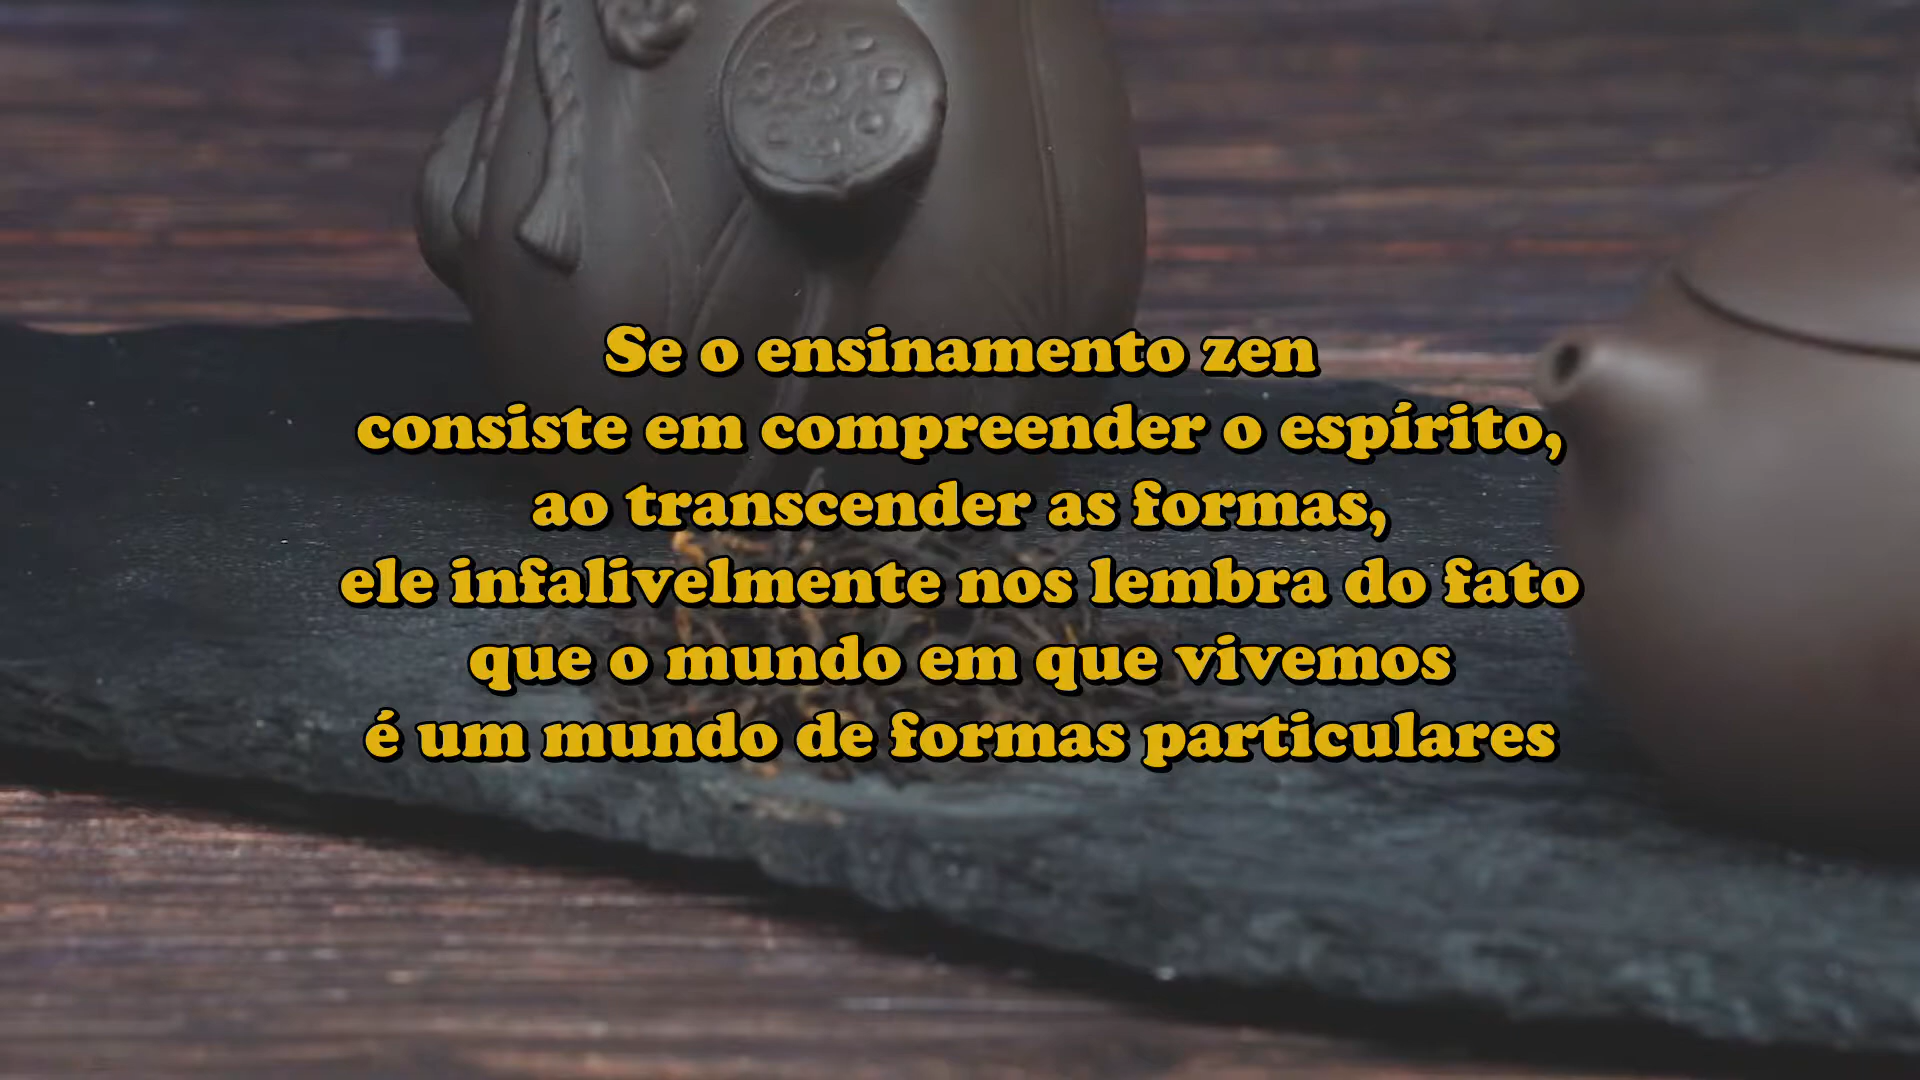 Se o ensinamento zen
consiste em compreender o espírito,
ao transcender as formas,
ele infalivelmente nos lembra do fato
que o mundo em que vivemos
é um mundo de formas particulares